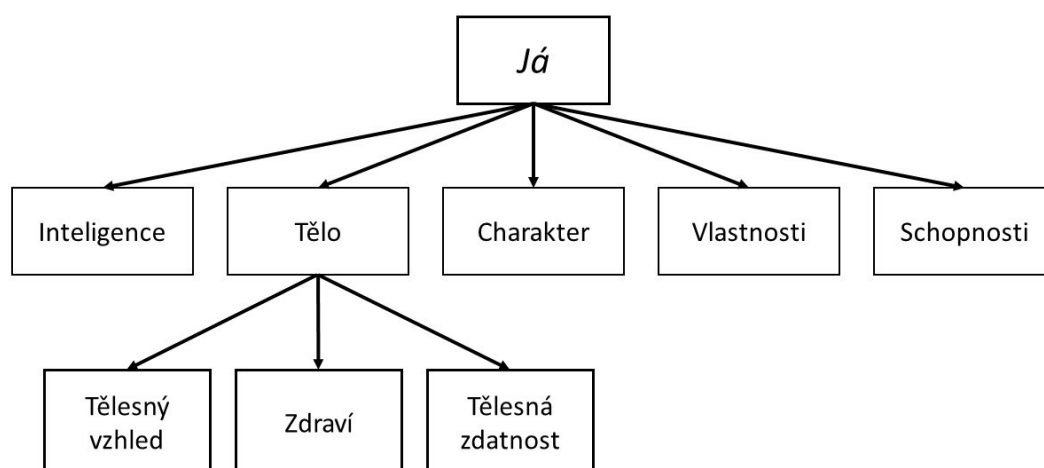 Já
Inteligence
Tělo
Charakter
Vlastnosti
Schopnosti
Tělesný
vzhled
Zdraví
Tělesná
zdatnost